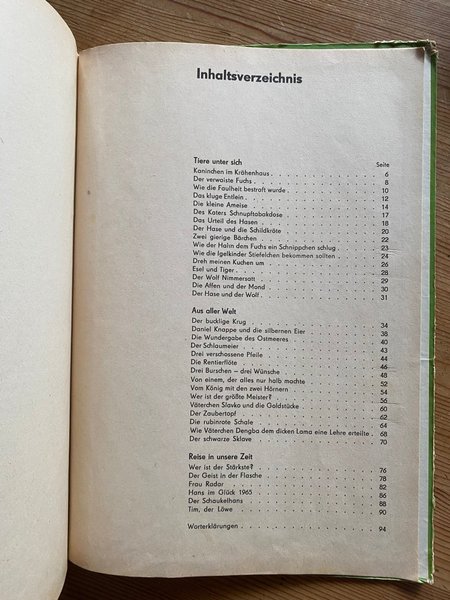 Inhaltsverzeichnis
Tiere unter sich Seite
Kaninchen im Krähenhaus 6
Der verwaiste Fuchs 8
Wie die Faulheit bestraft wurde 10
Das kluge Entlein 12
Die kleine Ameise 14
Des Katers Schnupftabakdose 17
Das Urteil des Hasen 18
Der Hase und die Schildkröte 20
Zwei gierige Bärchen 22
Wie der Hahn dem Fuchs ein Schnippchen schlug 23
Wie die Igelkinder Stiefelchen bekommen sollten 24
Dreh meinen Kuchen um 26
Esel und Tiger 28
Der Wolf Nimmersatt 29
Die Affen und der Mond 30
Der Hase und der Wolf 31
Aus aller Welt
Der bucklige Krug 34
Daniel Knappe und die silbernen Eier 38
Die Wundergabe des Ostmeeres 40
Der Schlaumeier 43
Drei verschossene Pfeile 44
Die Rentierflöte 46
Drei Burschen – drei Wünsche 48
Von einem, der alles nur halb machte 52
Vom König mit den zwei Hörnern 54
Wer ist der größte Meister? 56
Väterchen Slavko und die Goldstücke 60
Der Zaubertopf 62
Die rubinrote Schale 64
Wie Väterchen Dengba dem dicken Lama eine Lehre erteilte 68
Der schwarze Sklave 70
Reise in unsere Zeit
Wer ist der Stärkste? 76
Der Geist in der Flasche 78
Frau Radar 82
Hans im Glück 1965 86
Der Schaukelhans 88
Tim, der Löwe 90
Worterklärungen 94